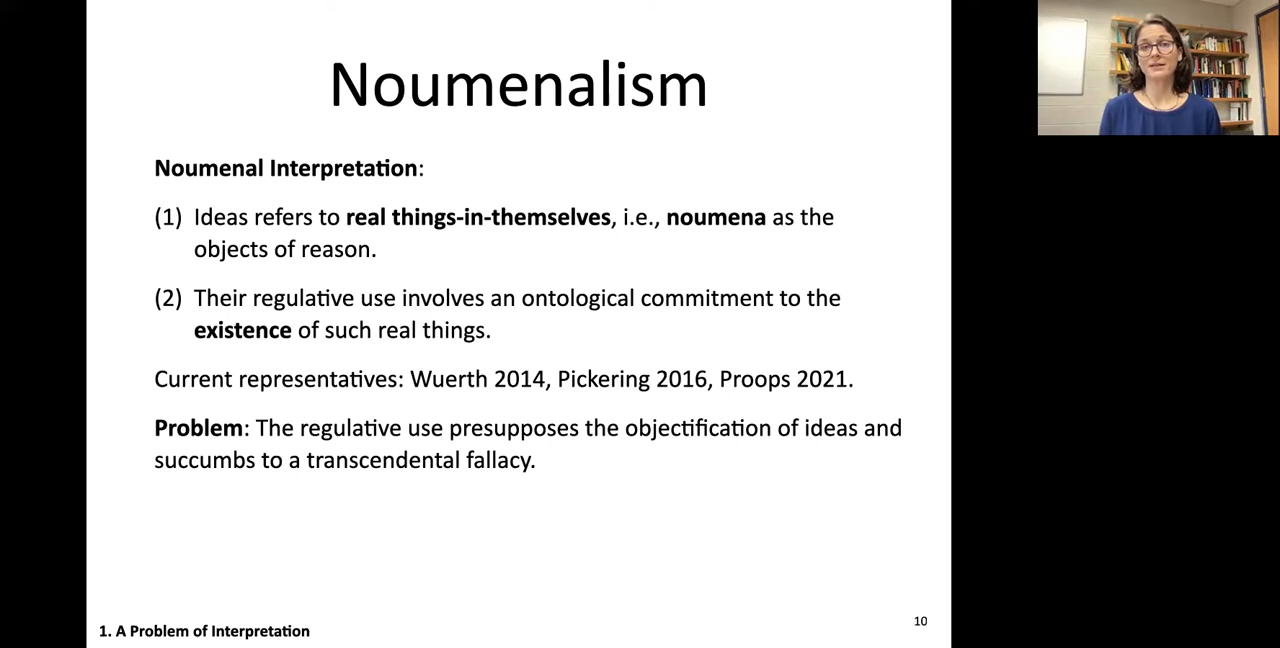 Noumenalism
Noumenal Interpretation:
(1) Ideas refers to real things-in-themselves, i.e., noumena as the
objects of reason.
(2) Their regulative use involves an ontological commitment to the
existence of such real things.
Current representatives: Wuerth 2014, Pickering 2016, Proops 2021.
Problem: The regulative use presupposes the objectification of ideas and
succumbs to a transcendental fallacy.
1. A Problem of Interpretation
10